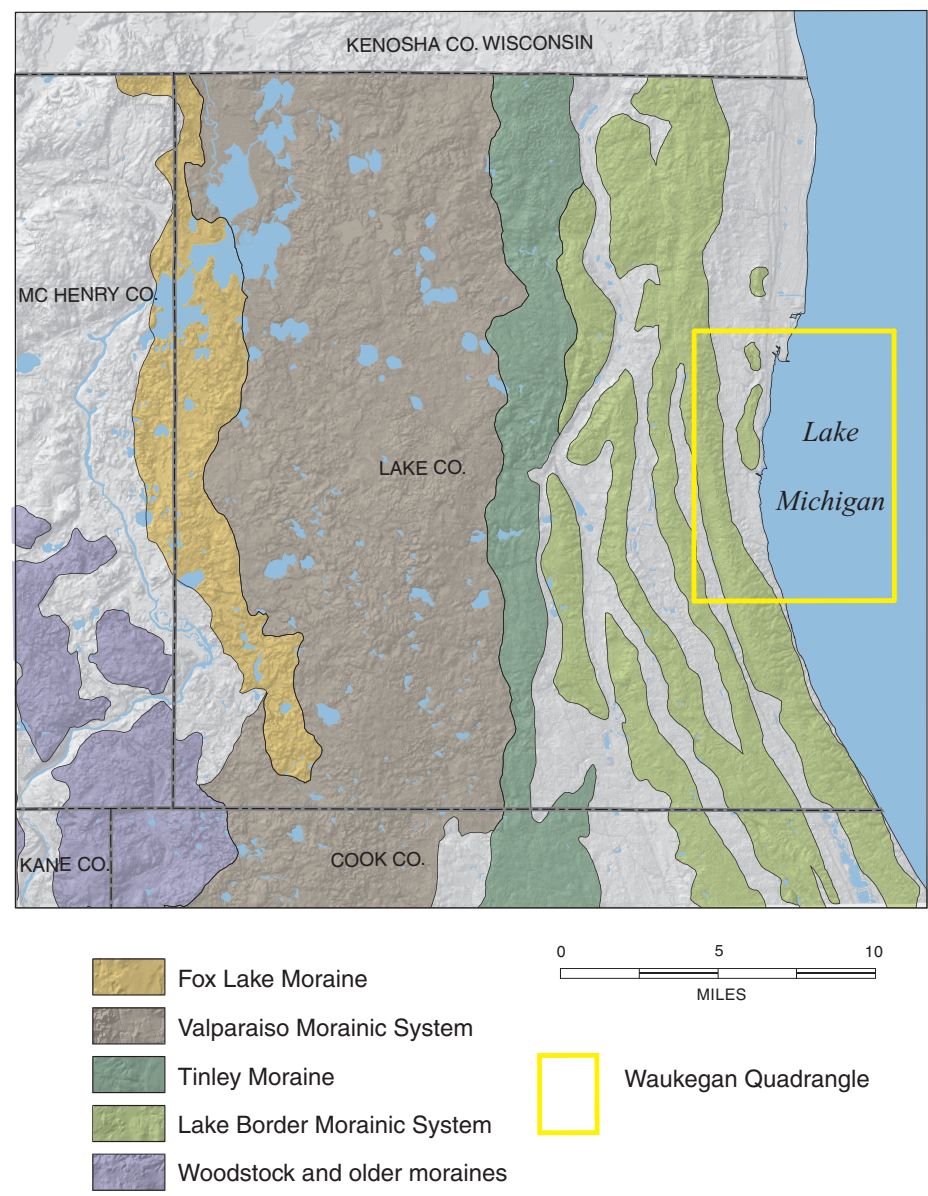 KENOSHA CO. WISCONSIN
MC HENRY CO.
LAKE CO.
Lake
Michigan
KANE CO.
COOK CO.
Fox Lake Moraine
Valparaiso Morainic System
Tinley Moraine
Lake Border Morainic System
Woodstock and older moraines
0 5 10
MILES
Waukegan Quadrangle